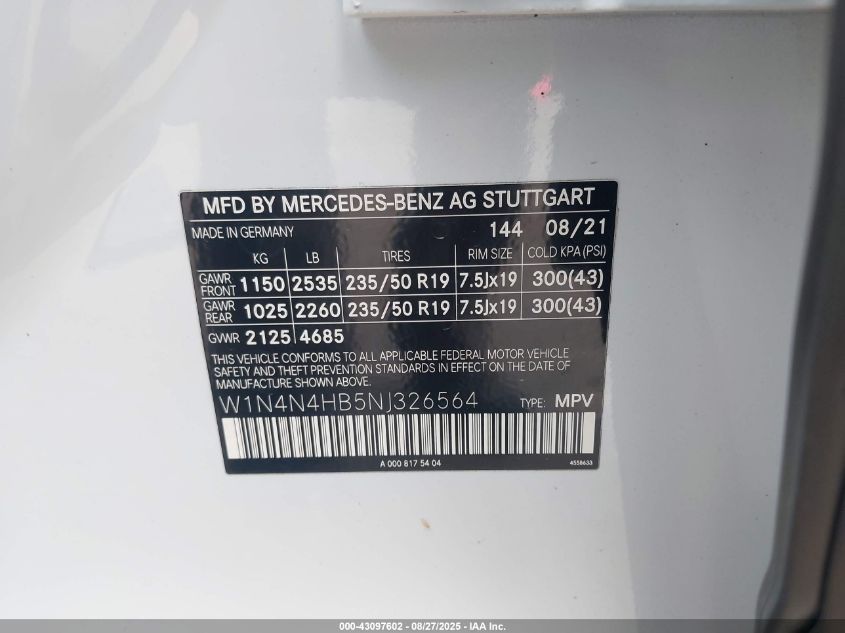 MFD BY MERCEDES-BENZ AG STUTTGART
MADE IN GERMANY 144 08/21
KG LB TIRES RIM SIZE COLD KPA (PSI)
GAWR FRONT 1150 2535 235/50 R19 7.5Jx19 300(43)
GAWR REAR 1025 2260 235/50 R19 7.5Jx19 300(43)
GVWR 2125 4685
THIS VEHICLE CONFORMS TO ALL APPLICABLE FEDERAL MOTOR VEHICLE
SAFETY AND THEFT PREVENTION STANDARDS IN EFFECT ON THE DATE OF
MANUFACTURE SHOWN ABOVE.
W1N4N4HB5NJ326564 TYPE: MPV
A 000 817 54 04 4558633
000-43097602 - 08/27/2025 - IAA Inc.